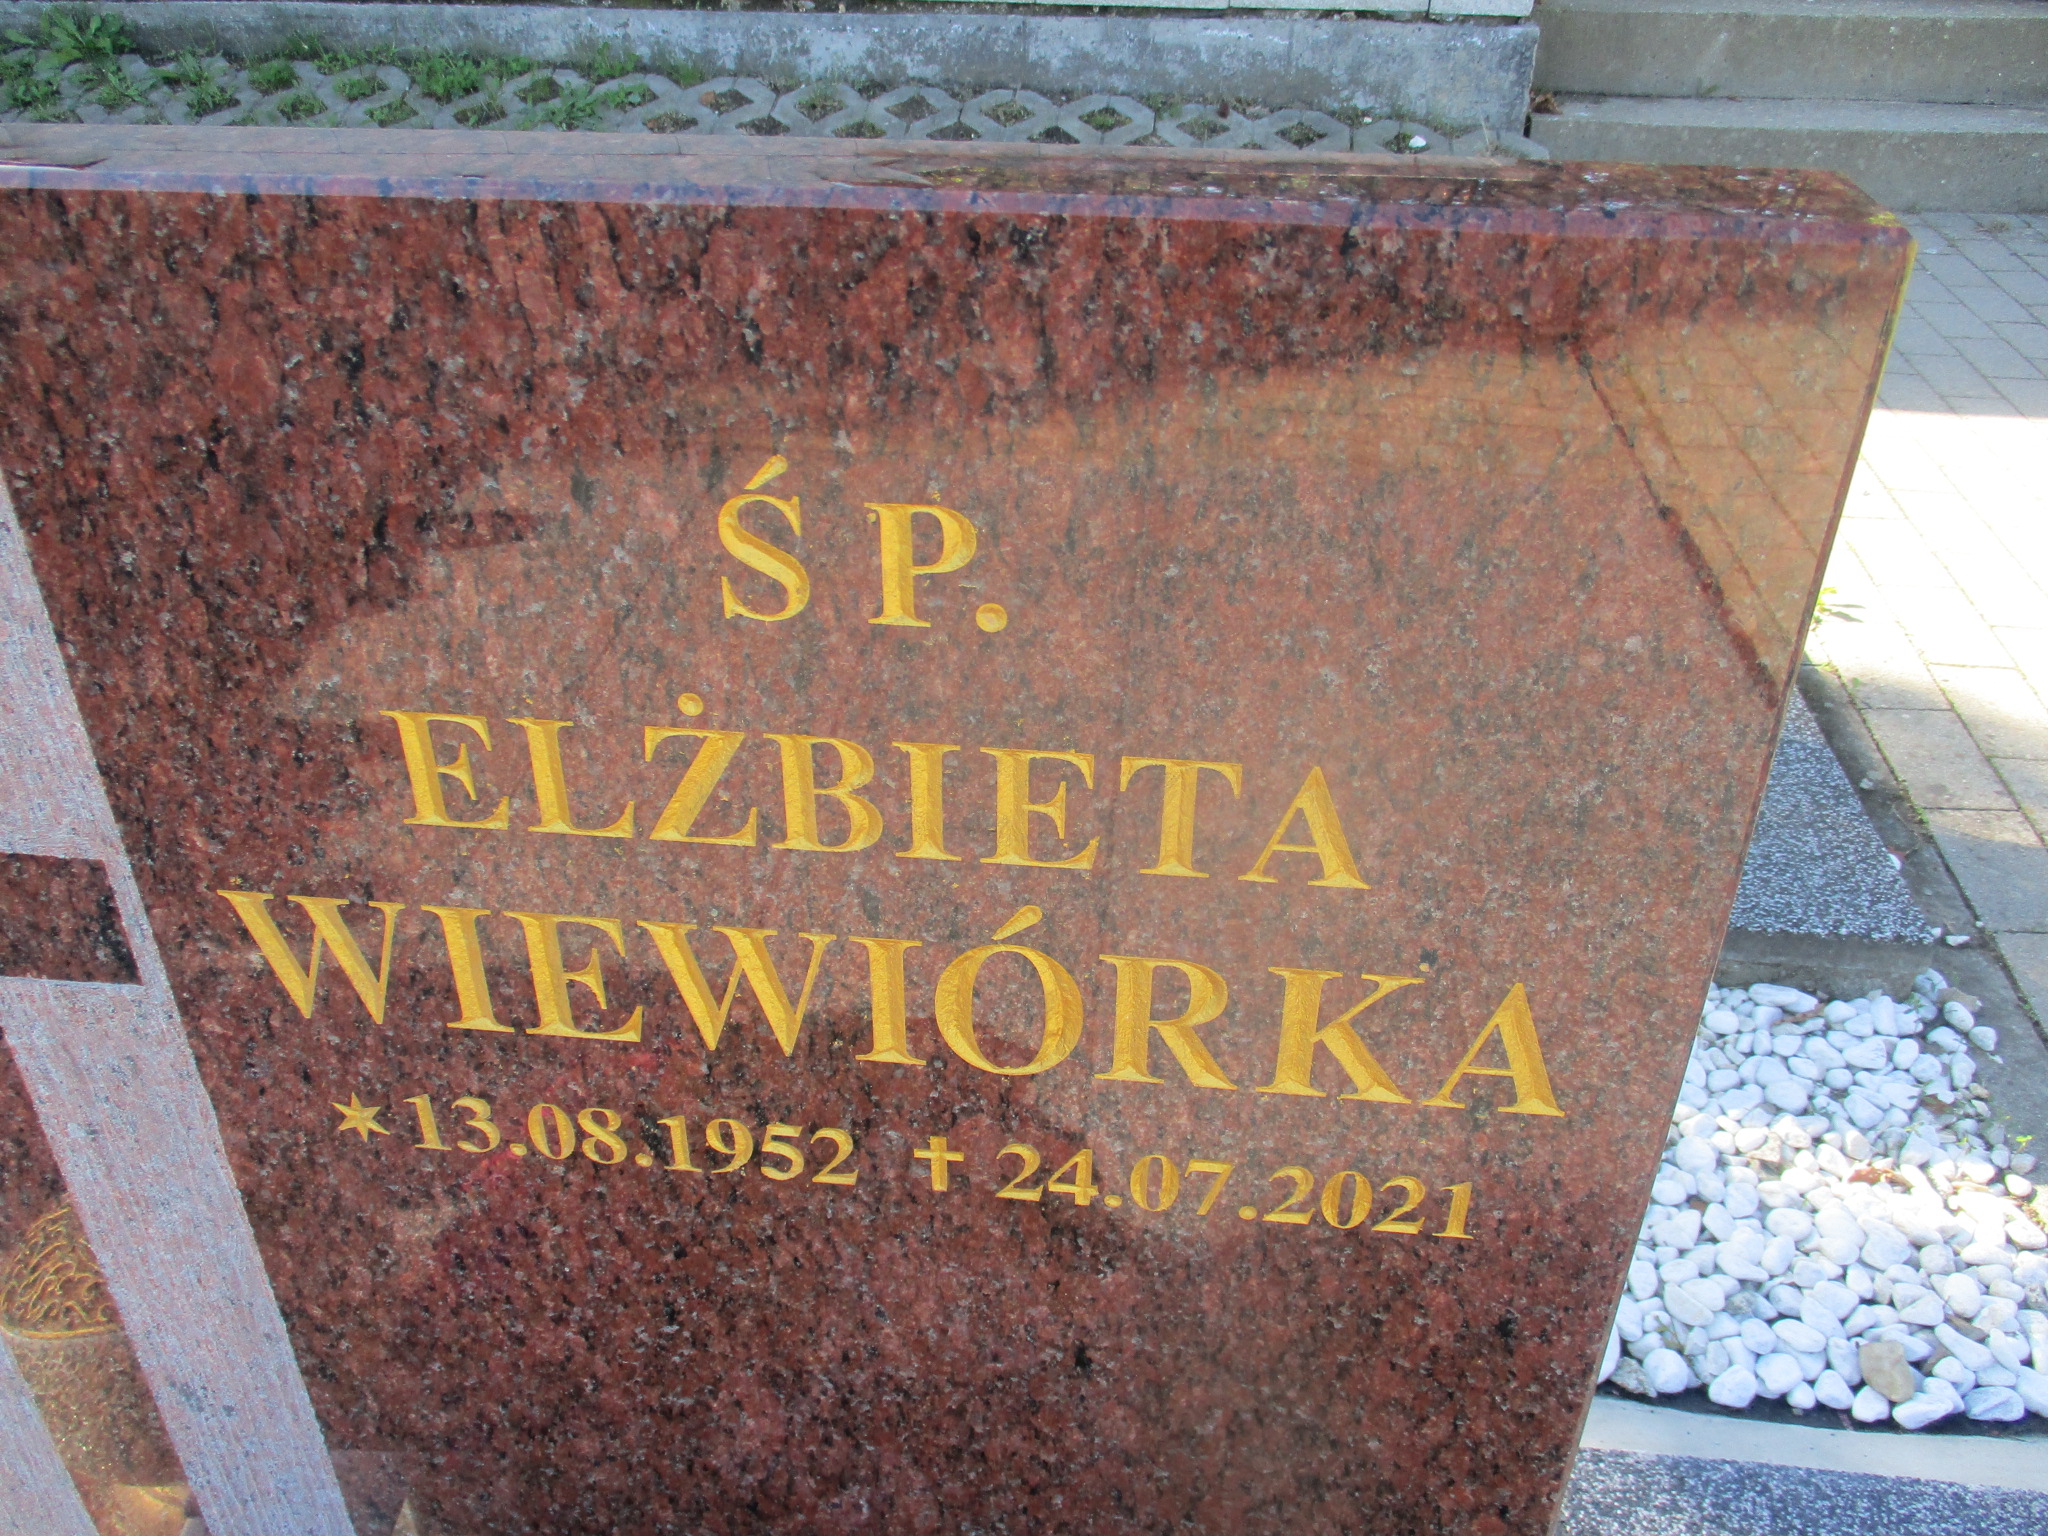 Ś P.
ELŻBIETA
WIEWIÓRKA
* 13.08.1952 ✝ 24.07.2021